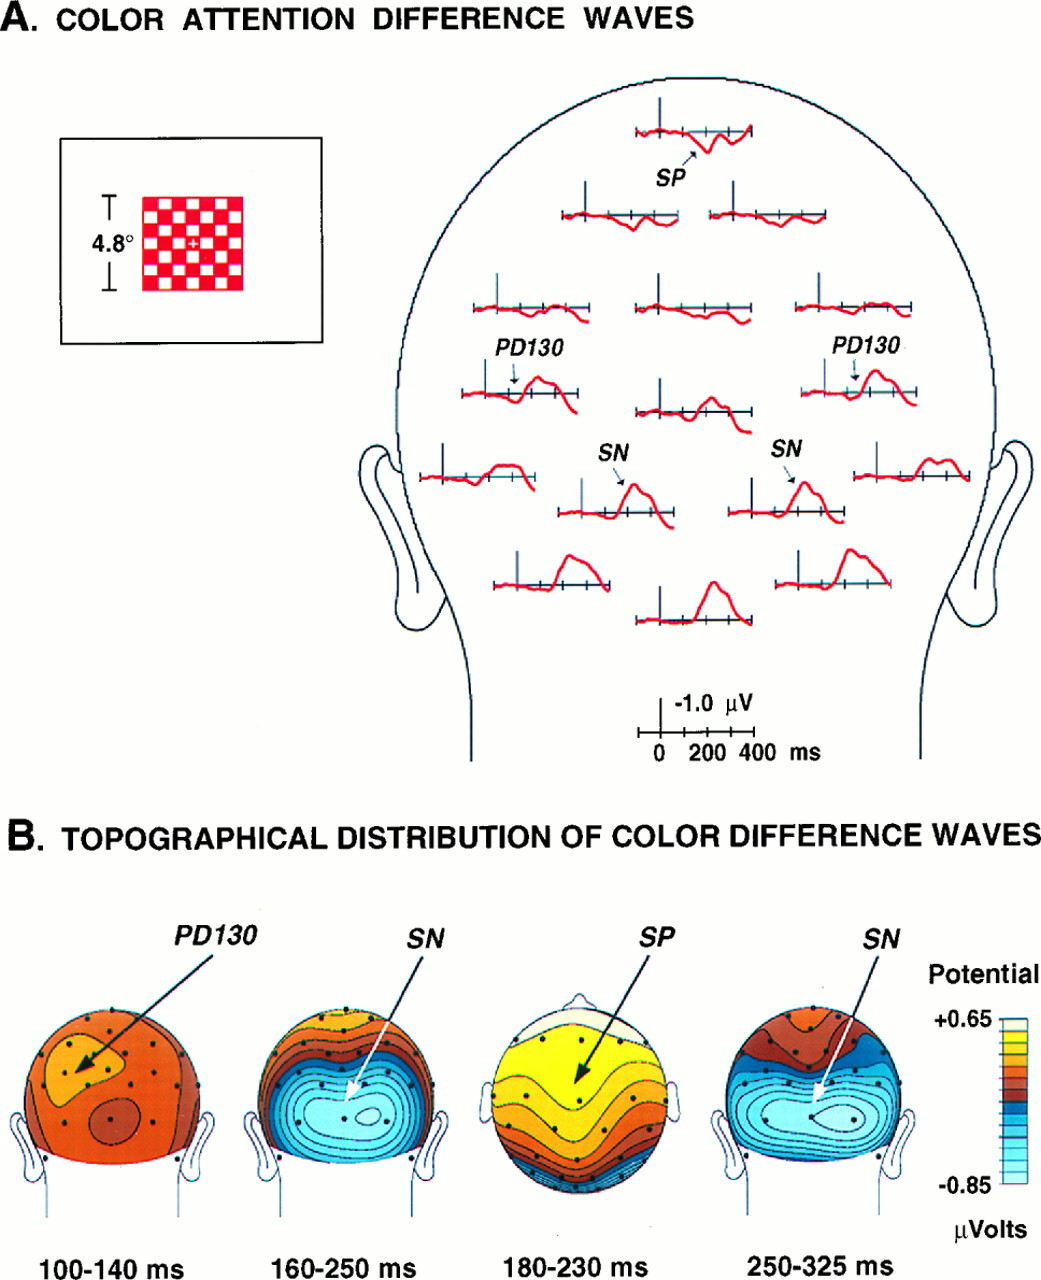 A. COLOR ATTENTION DIFFERENCE WAVES
4.8°
SP
PD130
PD130
SN
SN
-1.0 μV
0 200 400 ms
B. TOPOGRAPHICAL DISTRIBUTION OF COLOR DIFFERENCE WAVES
PD130 SN SP SN
Potential
+0.65
-0.85
μVolts
100-140 ms 160-250 ms 180-230 ms 250-325 ms